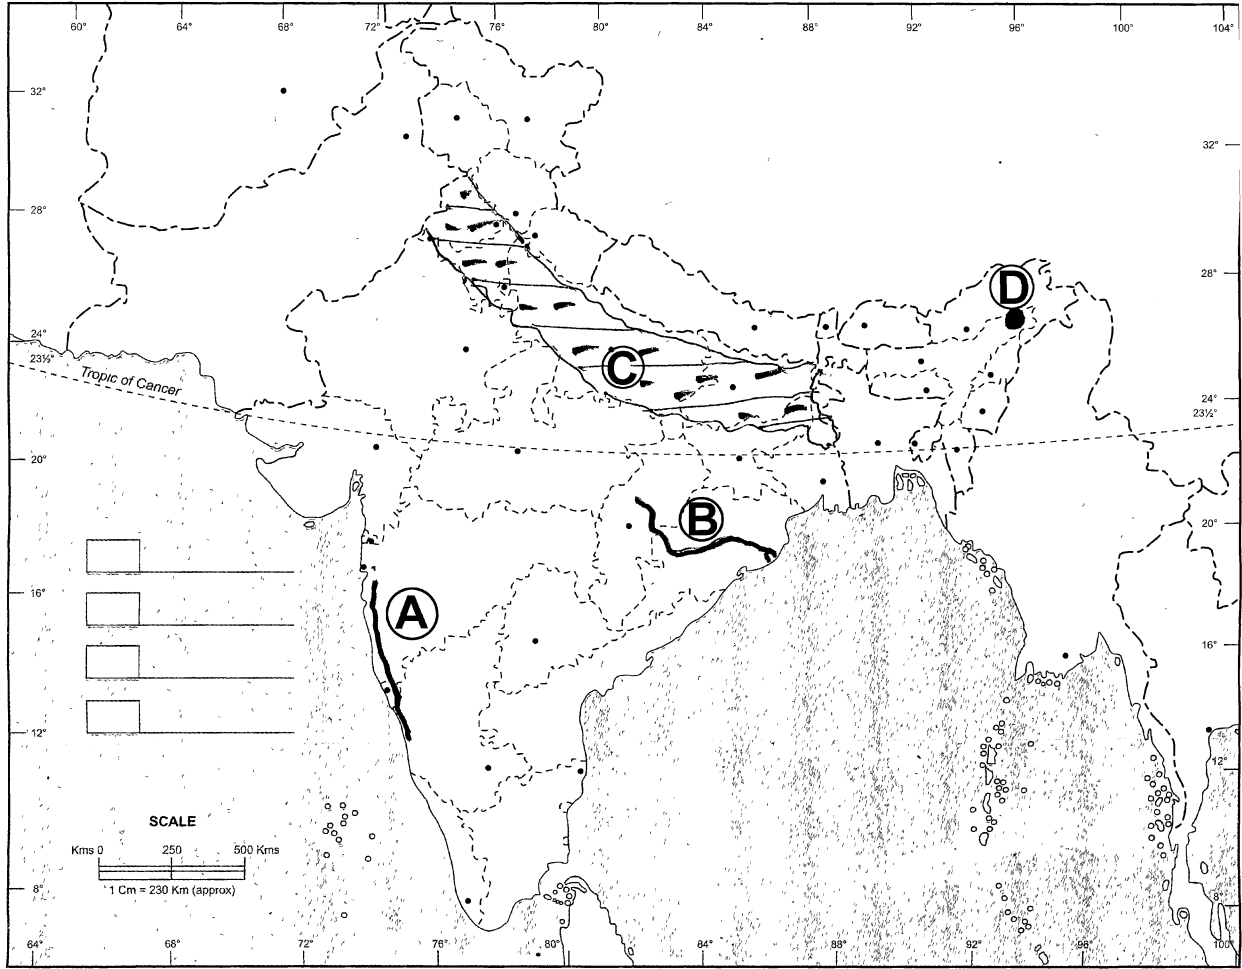 60° 64° 68° 72° 80° 84° 88° 92° 96° 100° 104°
32°
32°
28°
D
28°
24°
23½°
Tropic of Cancer
C
24°
23½°
20°
B
20°
16°
A
16°
12°
12°
SCALE
Kms 0 250 500 Kms
1 Cm = 230 Km (approx)
8°
8°
64° 68° 72° 76° 80° 84° 88° 92° 96° 100°